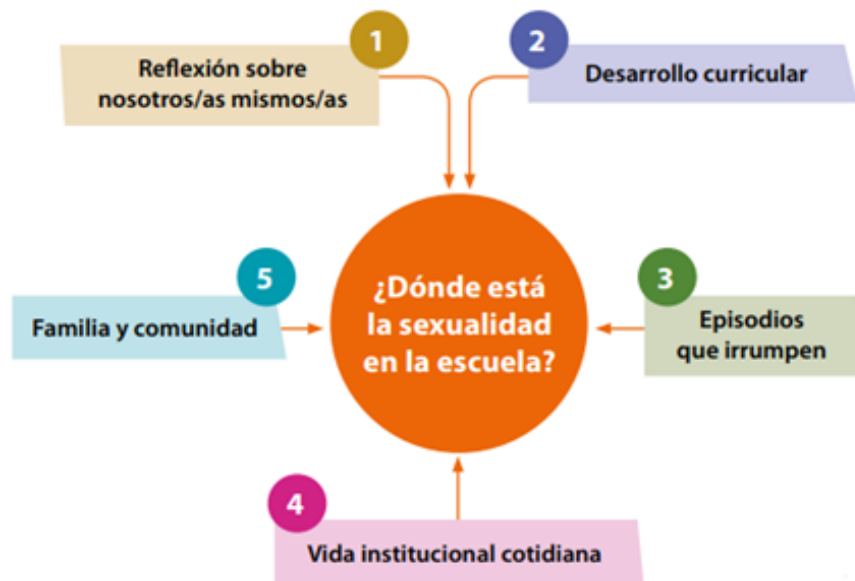 1
Reflexión sobre
nosotros/as mismos/as
2
Desarrollo curricular
¿Dónde está
la sexualidad
en la escuela?
3
Episodios
que irrumpen
4
Vida institucional cotidiana
5
Familia y comunidad